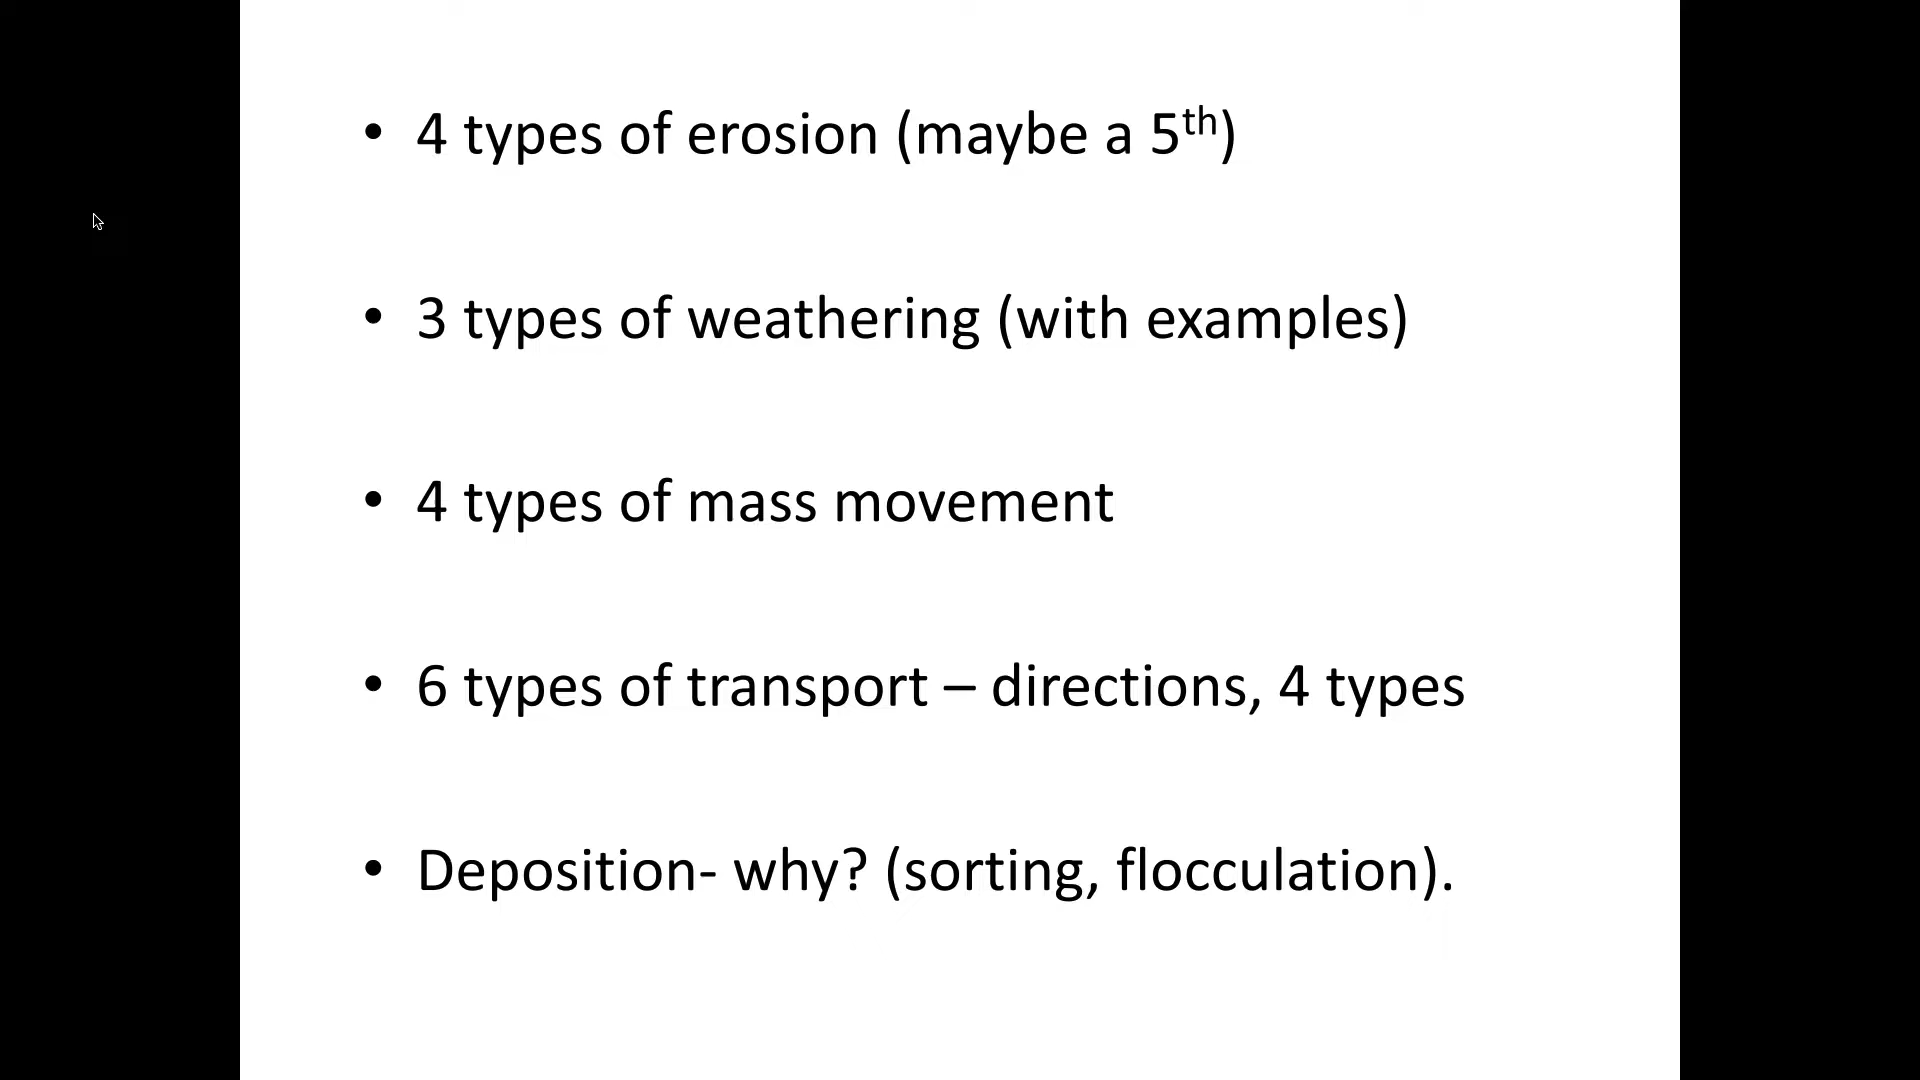 • 4 types of erosion (maybe a 5th)
• 3 types of weathering (with examples)
• 4 types of mass movement
• 6 types of transport – directions, 4 types
• Deposition- why? (sorting, flocculation).